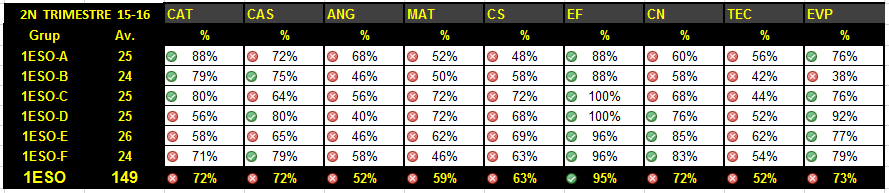 2N TRIMESTRE 15-16 CAT CAS ANG MAT CS EF CN TEC EVP
Grup Av. % % % % % % % % %
1ESO-A 25 88% 72% 68% 52% 48% 88% 60% 56% 76%
1ESO-B 24 79% 75% 46% 50% 58% 88% 58% 42% 38%
1ESO-C 25 80% 64% 56% 72% 72% 100% 68% 44% 76%
1ESO-D 25 56% 80% 40% 72% 68% 100% 76% 52% 92%
1ESO-E 26 58% 65% 46% 62% 69% 96% 85% 62% 77%
1ESO-F 24 71% 79% 58% 46% 63% 96% 83% 54% 79%
1ESO 149 72% 72% 52% 59% 63% 95% 72% 52% 73%